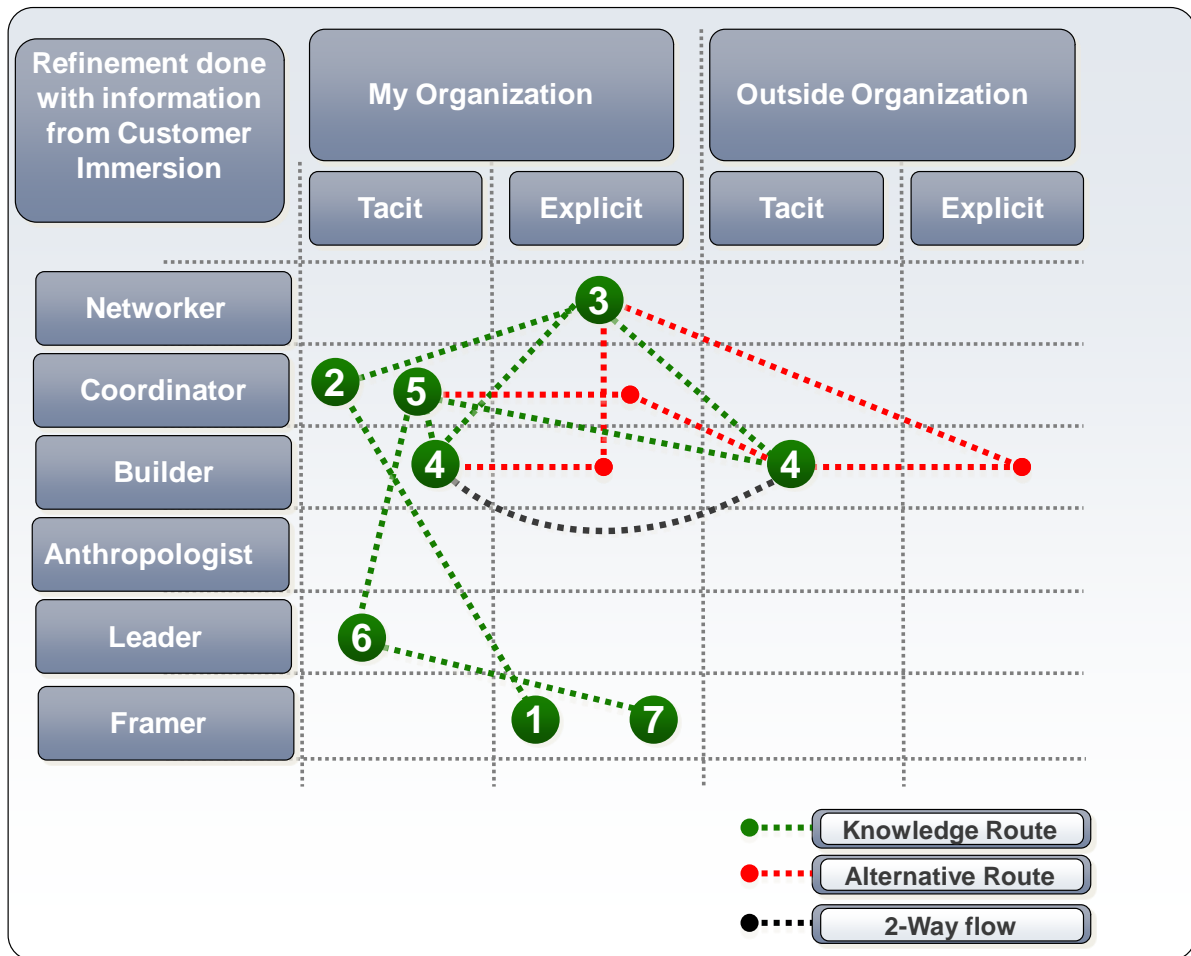 Refinement done
with information
from Customer
Immersion
My Organization
Outside Organization
Tacit
Explicit
Tacit
Explicit
Networker
3
Coordinator
2
5
Builder
4
4
Anthropologist
Leader
6
Framer
1
7
Knowledge Route
Alternative Route
2-Way flow